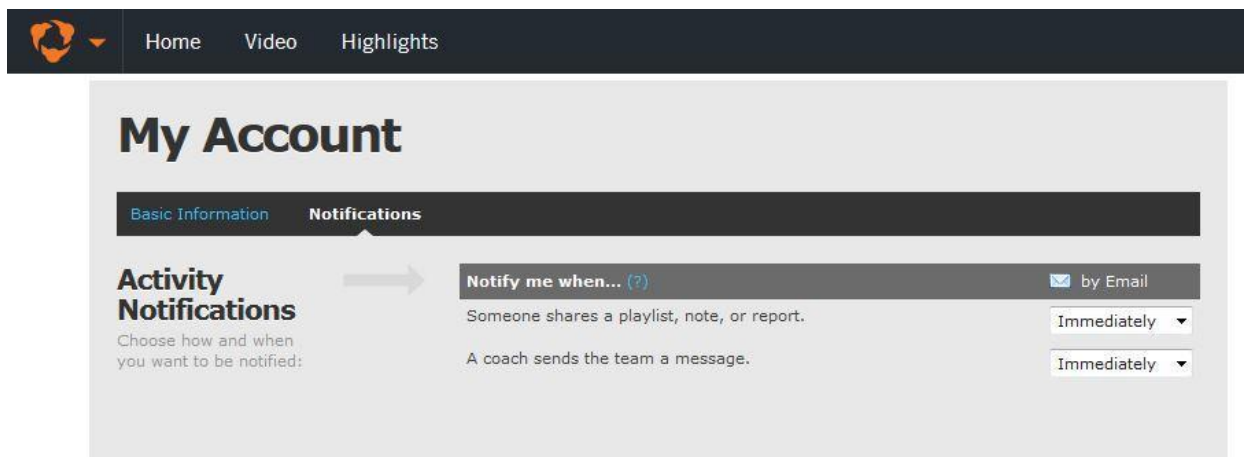 Home Video Highlights
My Account
Basic Information Notifications
Activity
Notifications
Choose how and when
you want to be notified:
Notify me when... (?) by Email
Someone shares a playlist, note, or report. Immediately
A coach sends the team a message. Immediately